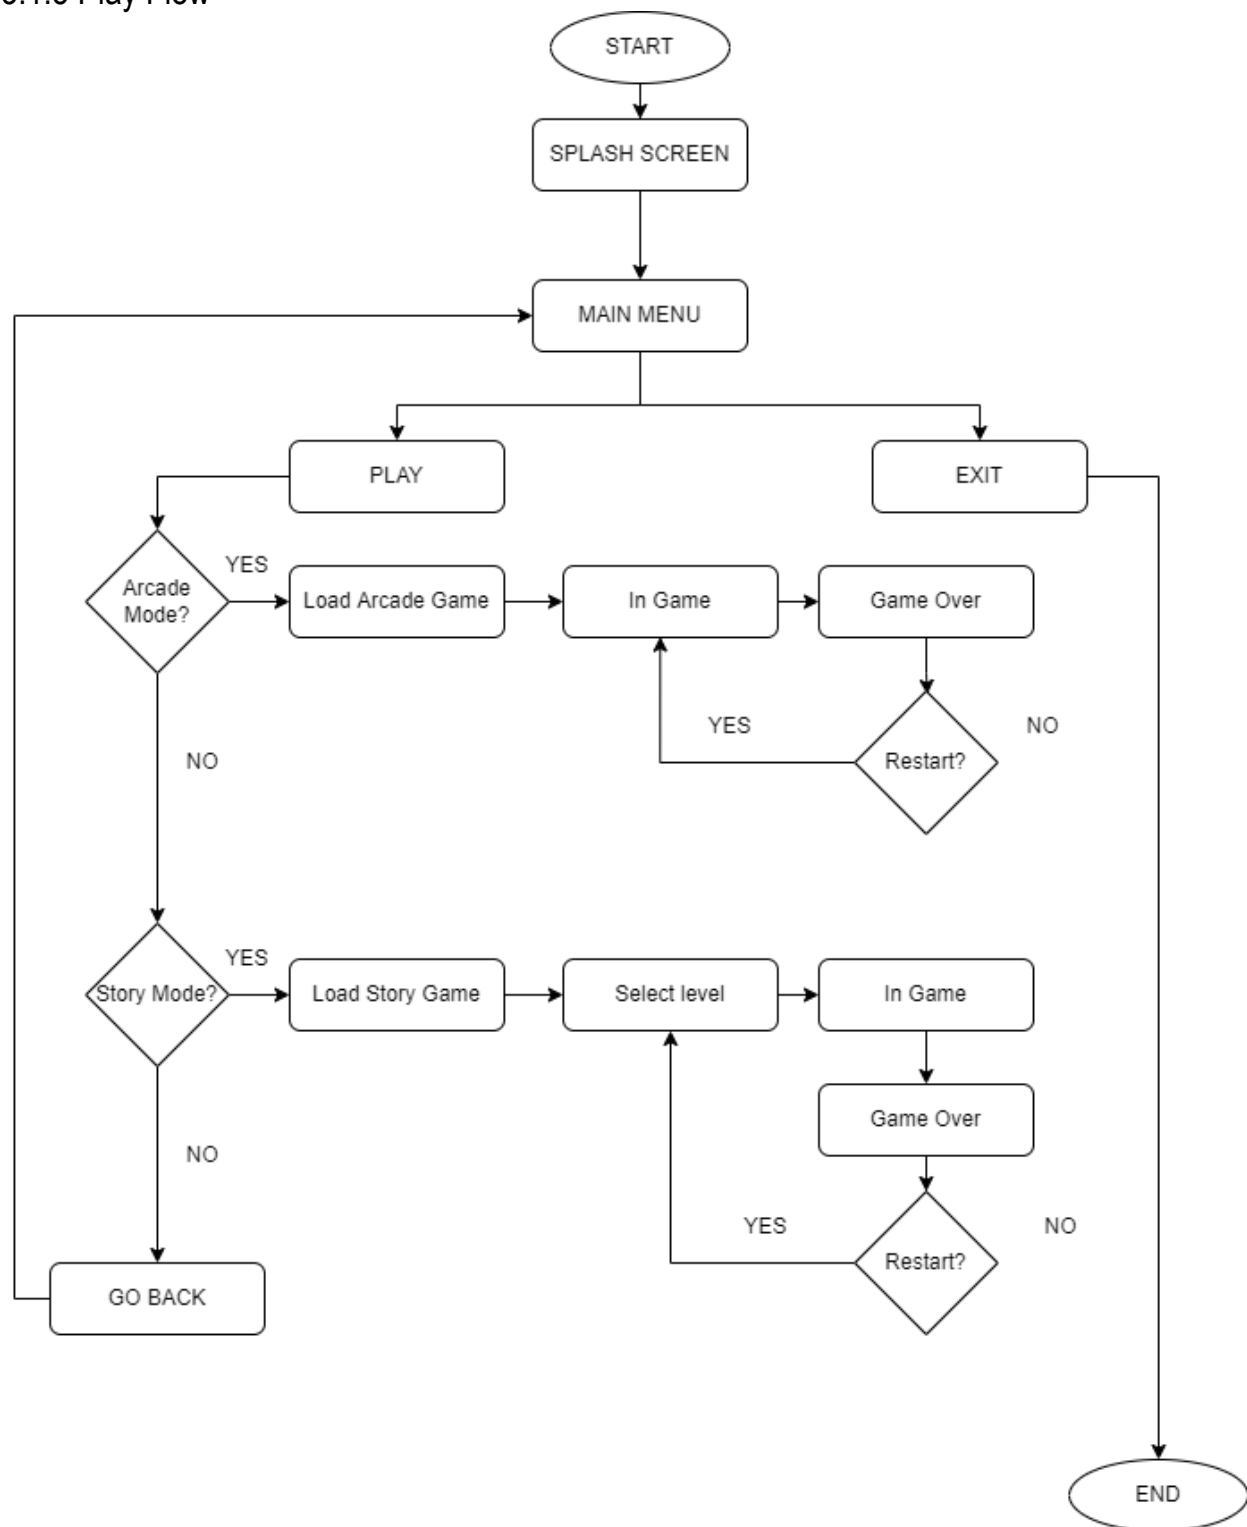 Play Flow
START
SPLASH SCREEN
MAIN MENU
PLAY
EXIT
Arcade
Mode?
YES
Load Arcade Game
In Game
Game Over
YES
NO
Restart?
NO
Story Mode?
YES
Load Story Game
Select level
In Game
Game Over
NO
YES
NO
Restart?
GO BACK
END